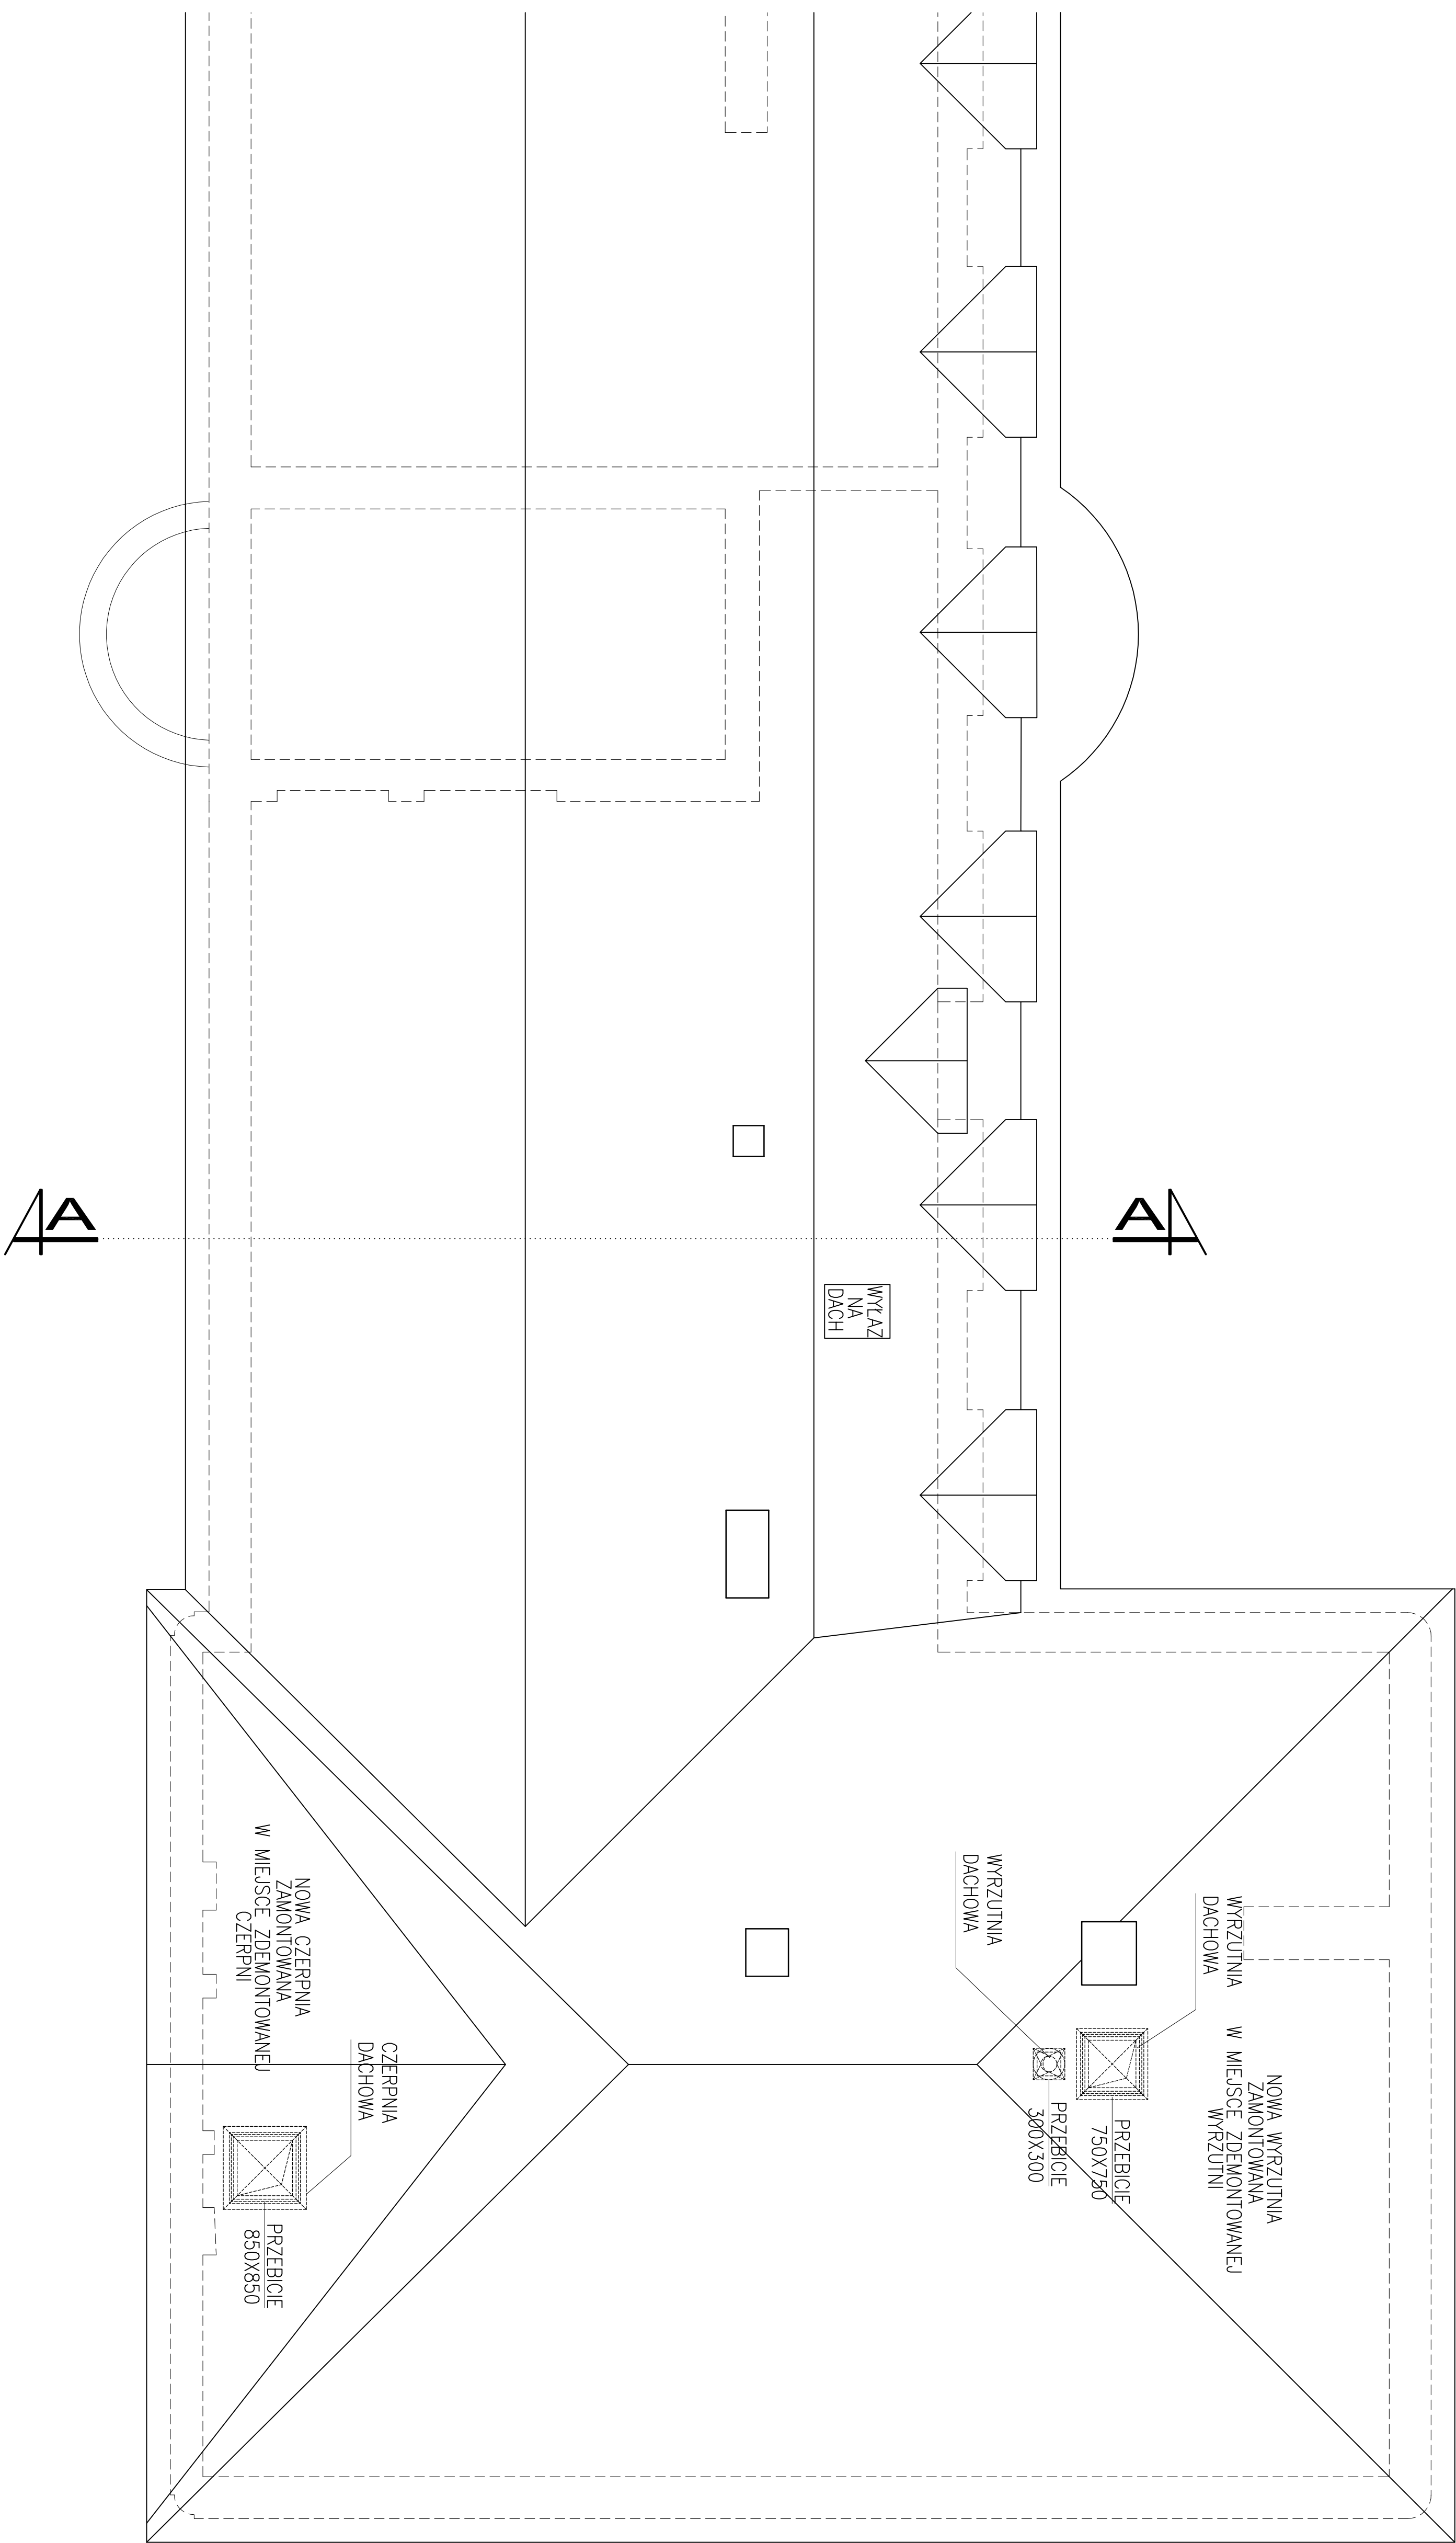 A
A
WYŁAZ
NA
DACH
WYRZUTNIA
DACHOWA
WYRZUTNIA
DACHOWA
NOWA WYRZUTNIA
ZAMONTOWANA
W MIEJSCE ZDEMONTOWANEJ
WYRZUTNI
PRZEBICIE
750X750
PRZEBICIE
300X300
NOWA CZERPNIA
ZAMONTOWANA
W MIEJSCE ZDEMONTOWANEJ
CZERPNI
CZERPNIA
DACHOWA
PRZEBICIE
850X850